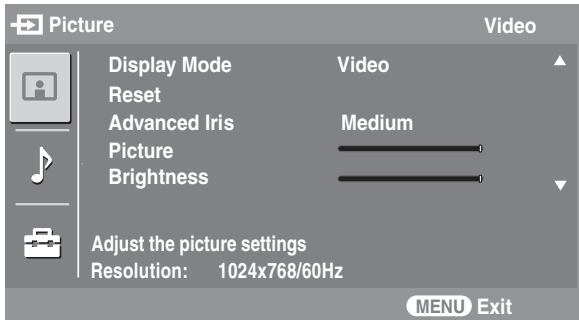 Picture Video
Display Mode Video
Reset
Advanced Iris Medium
Picture
Brightness
Adjust the picture settings
Resolution: 1024x768/60Hz
MENU Exit